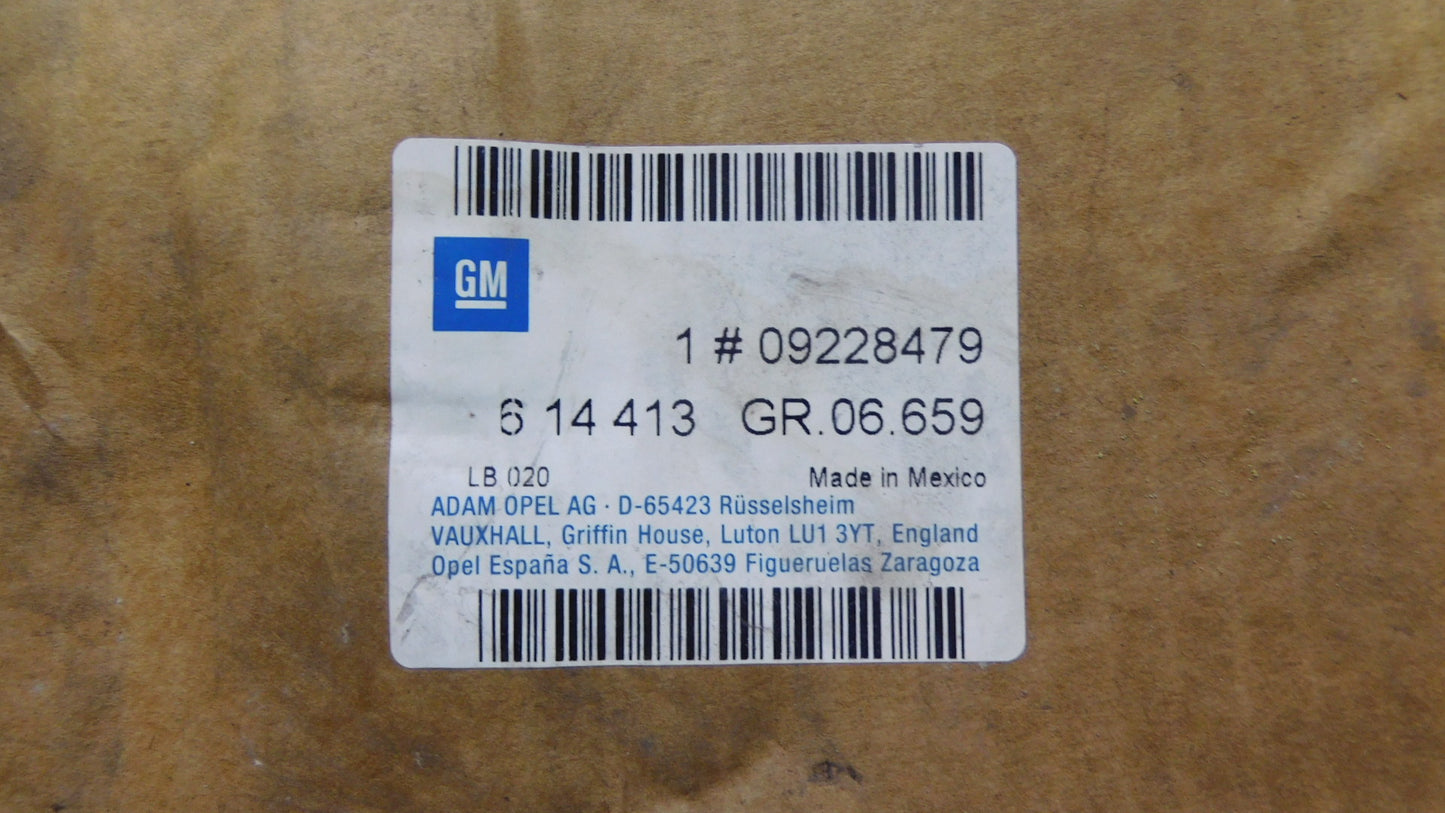 GM
1 # 09228479
6 14 413 GR.06.659
LB 020 Made in Mexico
ADAM OPEL AG · D-65423 Rüsselsheim
VAUXHALL, Griffin House, Luton LU1 3YT, England
Opel España S. A., E-50639 Figueruelas Zaragoza